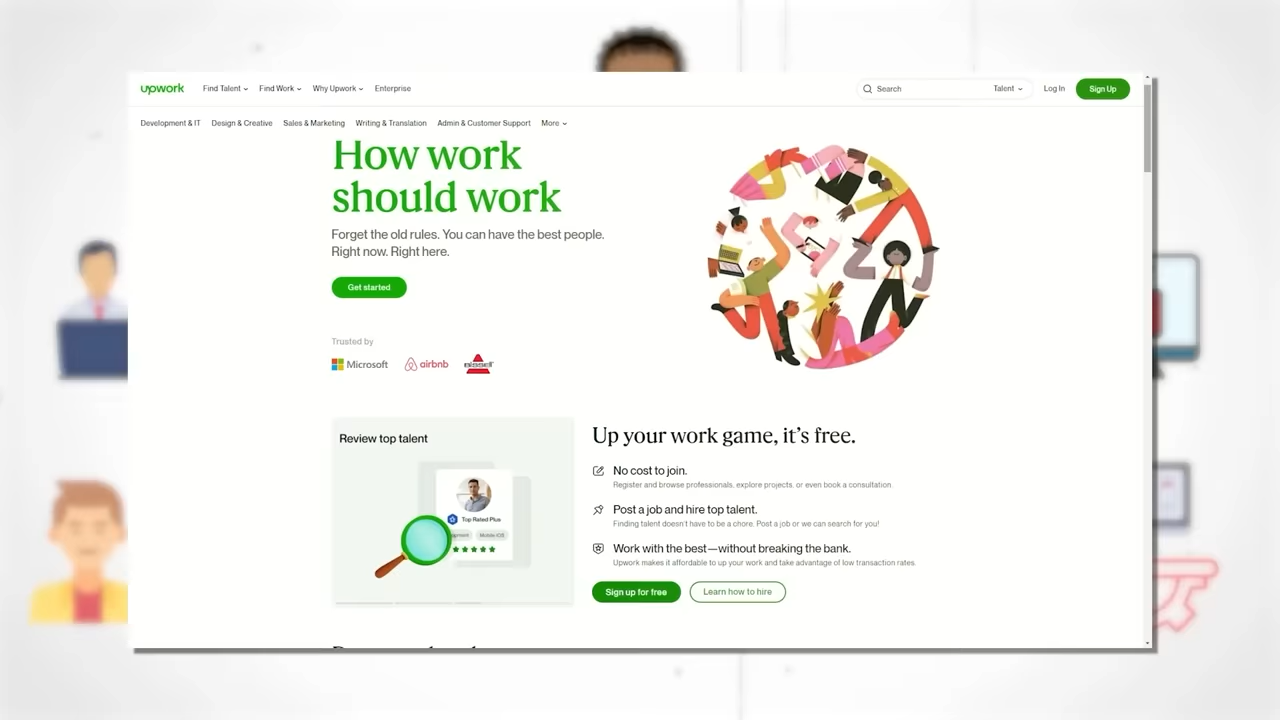 upwork Find Talent Find Work Why Upwork Enterprise Search Talent Log In Sign Up
Development & IT Design & Creative Sales & Marketing Writing & Translation Admin & Customer Support More
How work
should work
Forget the old rules. You can have the best people.
Right now. Right here.
Get started
Trusted by
Microsoft airbnb BISSELL
Review top talent
Top Rated Plus
Mobile iOS
Up your work game, it's free.
No cost to join.
Register and browse professionals, explore projects, or even book a consultation.
Post a job and hire top talent.
Finding talent doesn't have to be a chore. Post a job or we can search for you!
Work with the best—without breaking the bank.
Upwork makes it affordable to up your work and take advantage of low transaction rates.
Sign up for free Learn how to hire